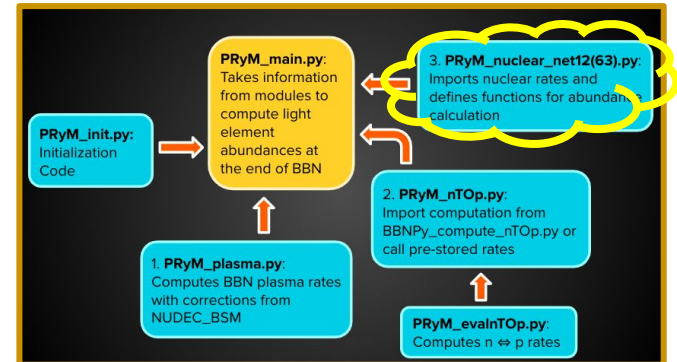 PRyM_main.py:
Takes information
from modules to
compute light
element
abundances at
the end of BBN
3. PRyM_nuclear_net12(63).py:
Imports nuclear rates and
defines functions for abundance
calculation
PRyM_init.py:
Initialization
Code
2. PRyM_nTOp.py:
Import computation from
BBNPy_compute_nTOp.py or
call pre-stored rates
1. PRyM_plasma.py:
Computes BBN plasma rates
with corrections from
NUDEC_BSM
PRyM_evalnTOp.py:
Computes n ⇔ p rates